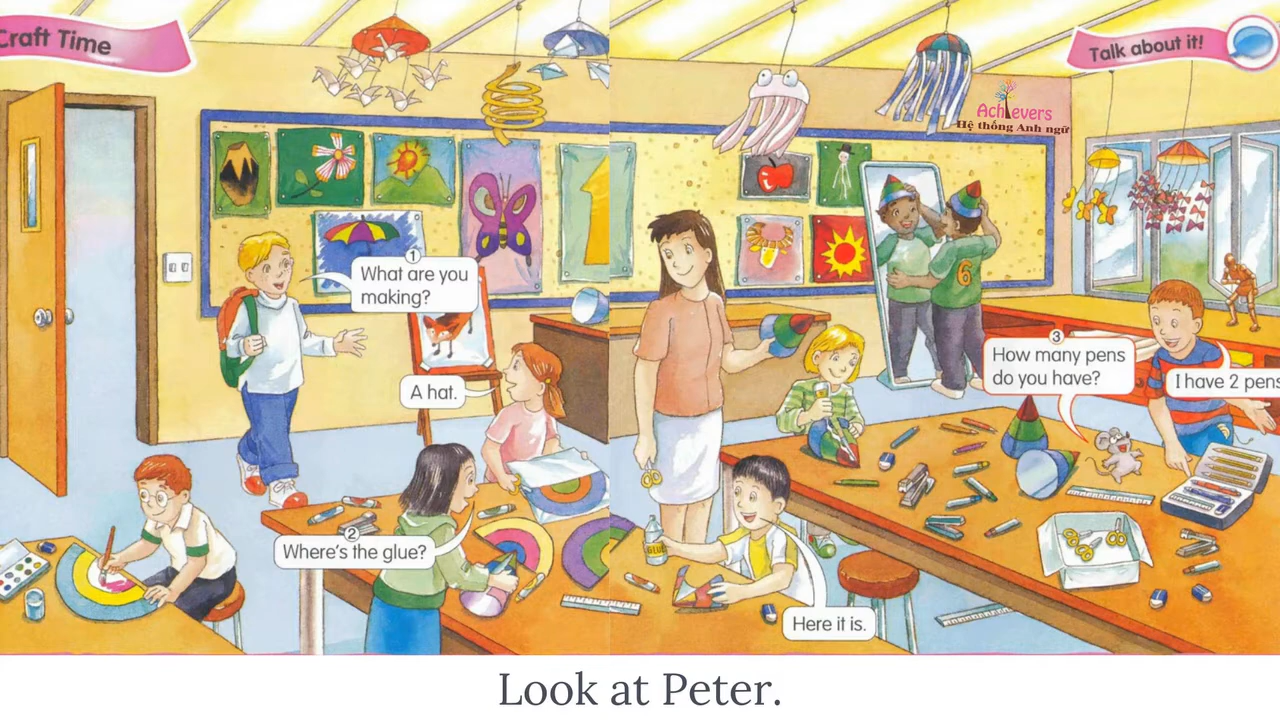 Craft Time
Talk about it!
Achievers
Hệ thống Anh ngữ
1
What are you
making?
A hat.
2
Where's the glue?
GLUE
Here it is.
3
How many pens
do you have?
I have 2 pens
6
Look at Peter.